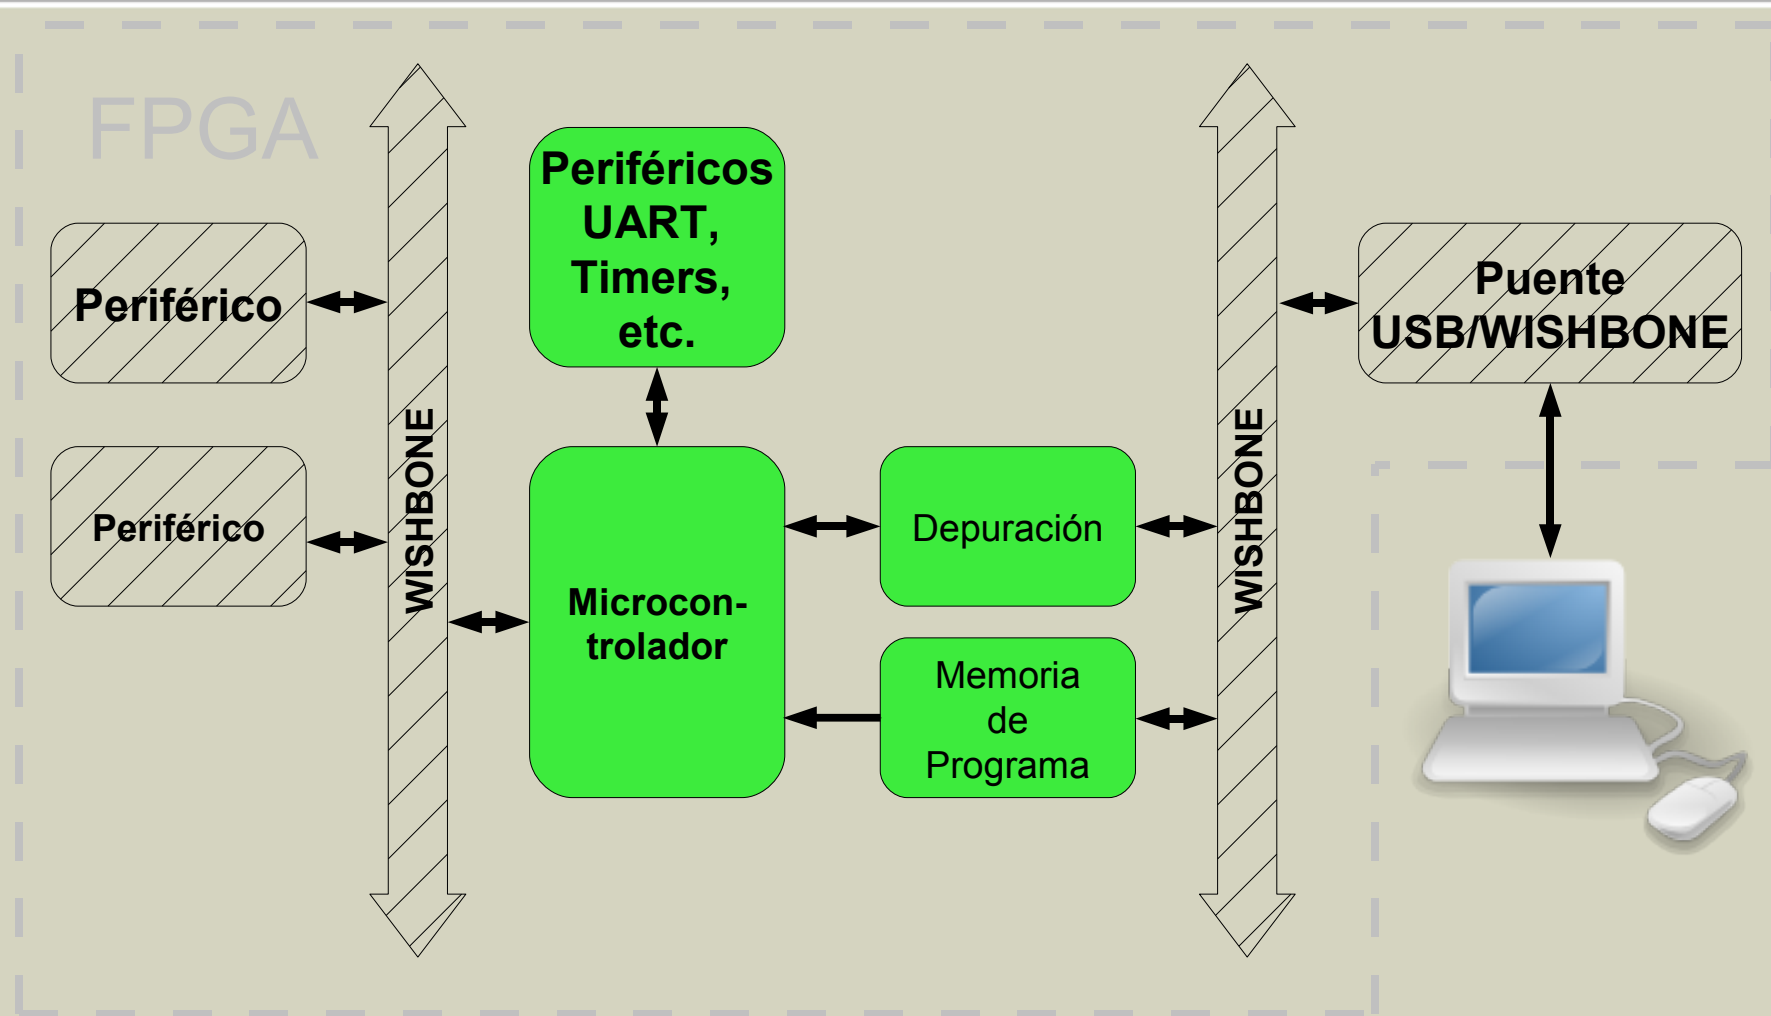 FPGA
Periférico
Periférico
WISHBONE
Periféricos
UART,
Timers,
etc.
Microcon-
trolador
Depuración
Memoria
de
Programa
WISHBONE
Puente
USB/WISHBONE